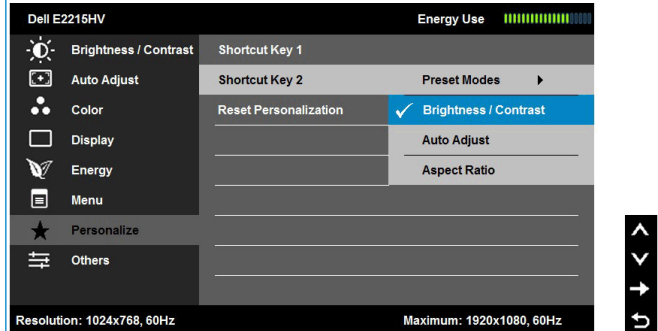 Dell E2215HV Energy Use
Brightness / Contrast Shortcut Key 1
Auto Adjust Shortcut Key 2 Preset Modes
Color Reset Personalization Brightness / Contrast
Display Auto Adjust
Energy Aspect Ratio
Menu
Personalize
Others
Resolution: 1024x768, 60Hz Maximum: 1920x1080, 60Hz